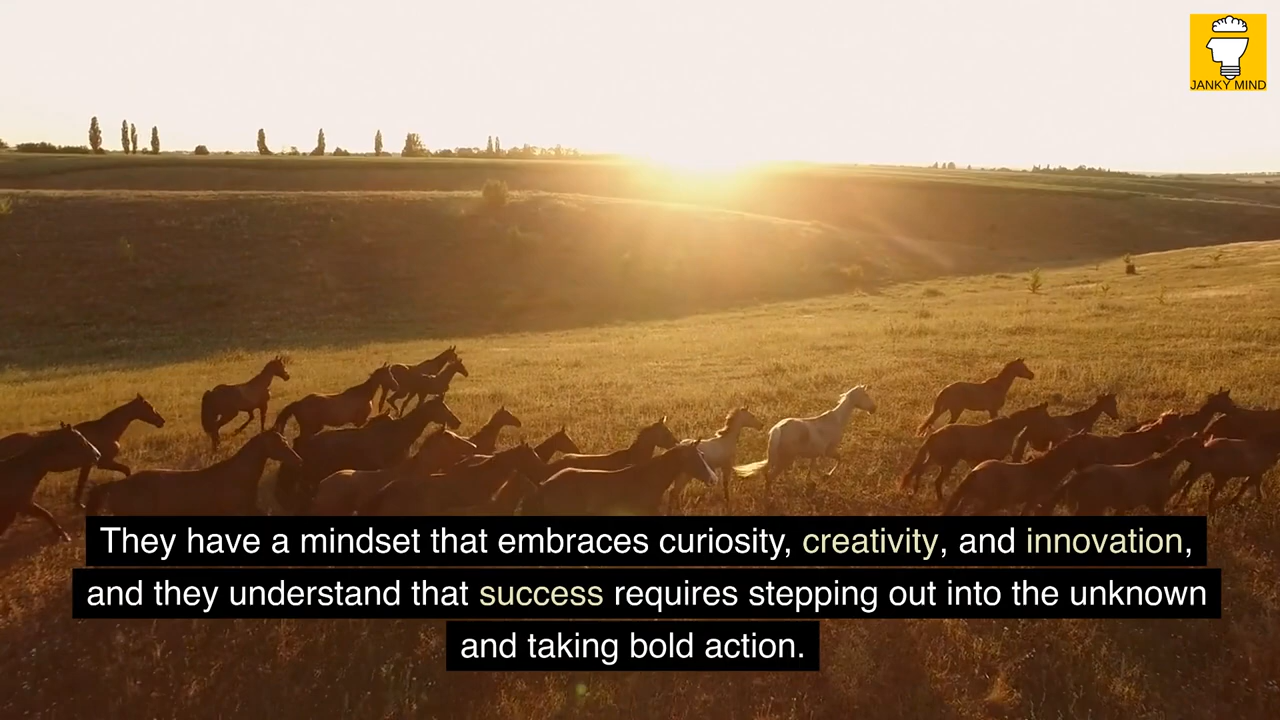 JANKY MIND
They have a mindset that embraces curiosity, creativity, and innovation,
and they understand that success requires stepping out into the unknown
and taking bold action.